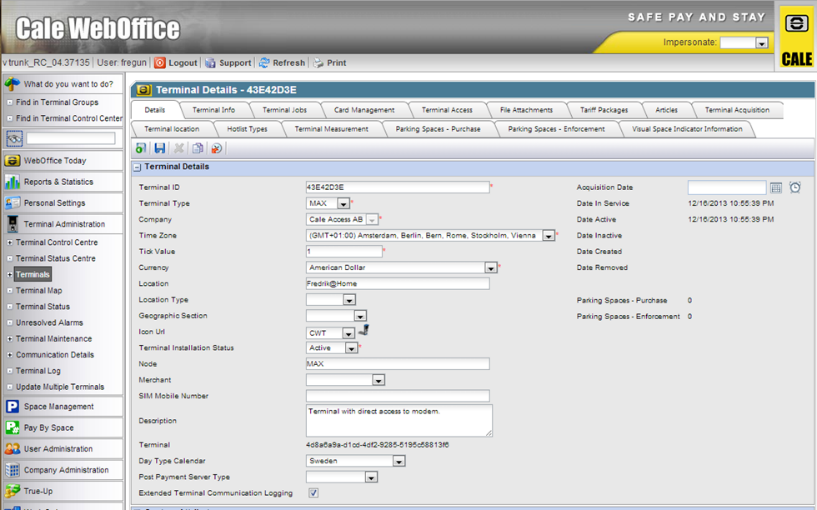 Cale WebOffice
SAFE PAY AND STAY
Impersonate:
CALE
vtrunk_RC_04.37135 User: fregun Logout Support Refresh Print
What do you want to do?
Find in Terminal Groups
Find in Terminal Control Center
WebOffice Today
Reports & Statistics
Personal Settings
Terminal Administration
Terminal Control Centre
Terminal Status Centre
Terminals
Terminal Map
Terminal Status
Unresolved Alarms
Terminal Maintenance
Communication Details
Terminal Log
Update Multiple Terminals
Space Management
Pay By Space
User Administration
Company Administration
True-Up
Terminal Details - 43E42D3E
Details Terminal Info Terminal Jobs Card Management Terminal Access File Attachments Tariff Packages Articles Terminal Acquisition
Terminal location Hotlist Types Terminal Measurement Parking Spaces - Purchase Parking Spaces - Enforcement Visual Space Indicator Information
Terminal Details
Terminal ID 43E42D3E * Acquisition Date
Terminal Type MAX * Date In Service 12/16/2013 10:55:39 PM
Company Cale Access AB * Date Active 12/16/2013 10:55:39 PM
Time Zone (GMT+01:00) Amsterdam, Berlin, Bern, Rome, Stockholm, Vienna * Date Inactive
Tick Value 1 * Date Created
Currency American Dollar * Date Removed
Location Fredrik@Home
Location Type Parking Spaces - Purchase 0
Geographic Section Parking Spaces - Enforcement 0
Icon Url CWT
Terminal Installation Status Active *
Node MAX
Merchant
SIM Mobile Number
Description Terminal with direct access to modem.
Terminal
Day Type Calendar Sweden
Post Payment Server Type
Extended Terminal Communication Logging